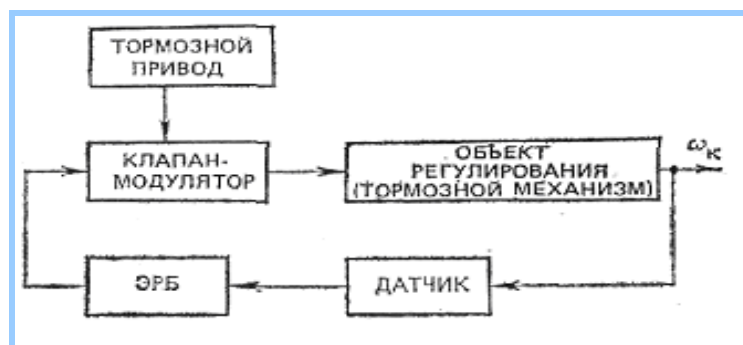 ТОРМОЗНОЙ
ПРИВОД
КЛАПАН-
МОДУЛЯТОР
ОБЪЕКТ
РЕГУЛИРОВАНИЯ
(ТОРМОЗНОЙ МЕХАНИЗМ)
ωк
ЭРБ
ДАТЧИК